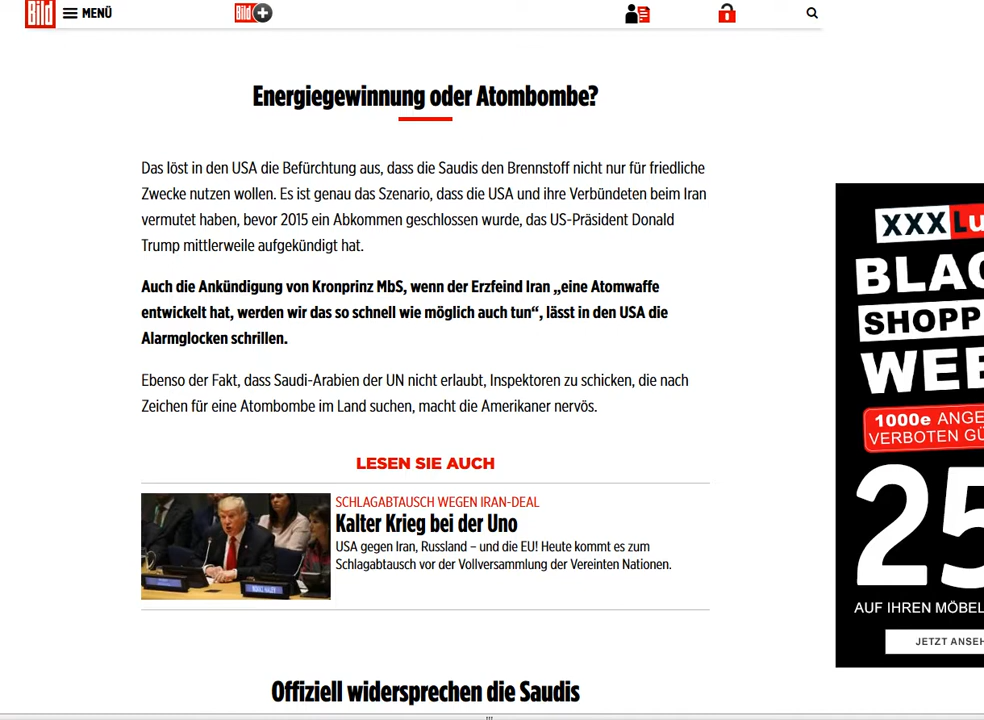 Bild MENÜ Bild
Energiegewinnung oder Atombombe?
Das löst in den USA die Befürchtung aus, dass die Saudis den Brennstoff nicht nur für friedliche
Zwecke nutzen wollen. Es ist genau das Szenario, dass die USA und ihre Verbündeten beim Iran
vermutet haben, bevor 2015 ein Abkommen geschlossen wurde, das US-Präsident Donald
Trump mittlerweile aufgekündigt hat.
Auch die Ankündigung von Kronprinz MbS, wenn der Erzfeind Iran „eine Atomwaffe
entwickelt hat, werden wir das so schnell wie möglich auch tun“, lässt in den USA die
Alarmglocken schrillen.
Ebenso der Fakt, dass Saudi-Arabien der UN nicht erlaubt, Inspektoren zu schicken, die nach
Zeichen für eine Atombombe im Land suchen, macht die Amerikaner nervös.
LESEN SIE AUCH
SCHLAGABTAUSCH WEGEN IRAN-DEAL
Kalter Krieg bei der Uno
USA gegen Iran, Russland – und die EU! Heute kommt es zum
Schlagabtausch vor der Vollversammlung der Vereinten Nationen.
Offiziell widersprechen die Saudis
XXXLu
BLAC
SHOPP
WEE
1000e ANGE
VERBOTEN GÜ
25
AUF IHREN MÖBEL
JETZT ANSEH